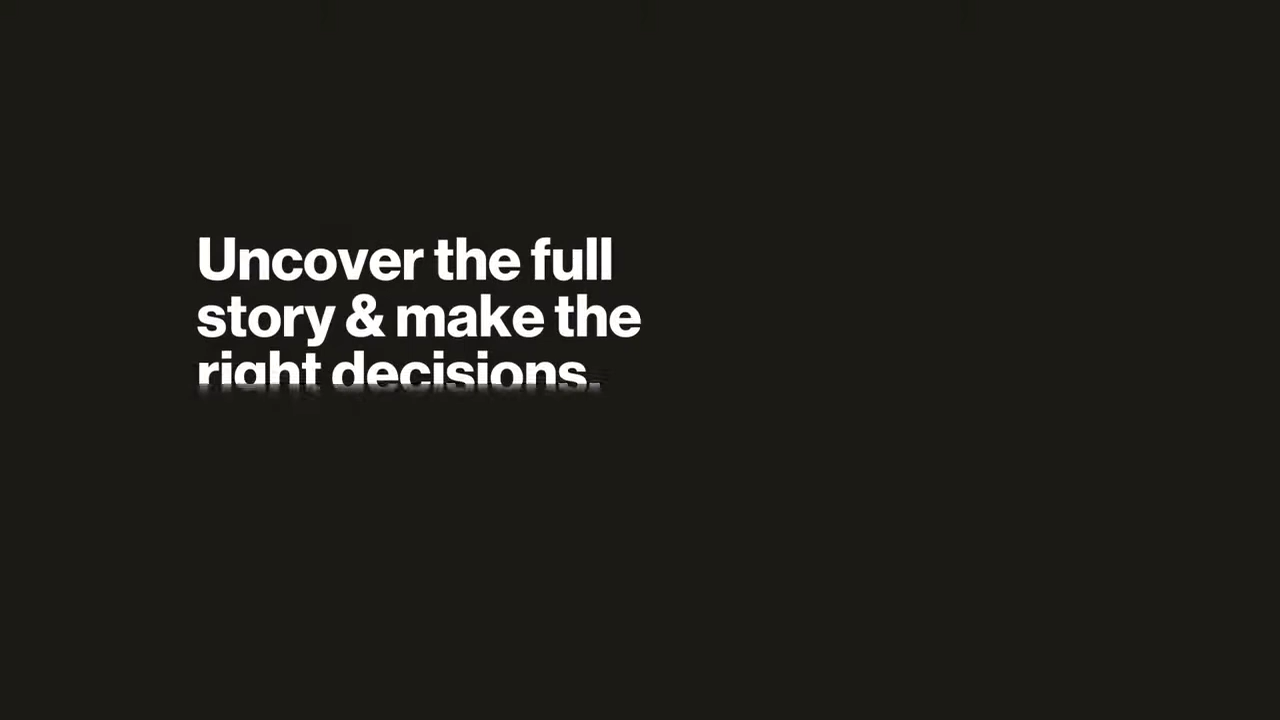 Uncover the full
story & make the
right decisions.